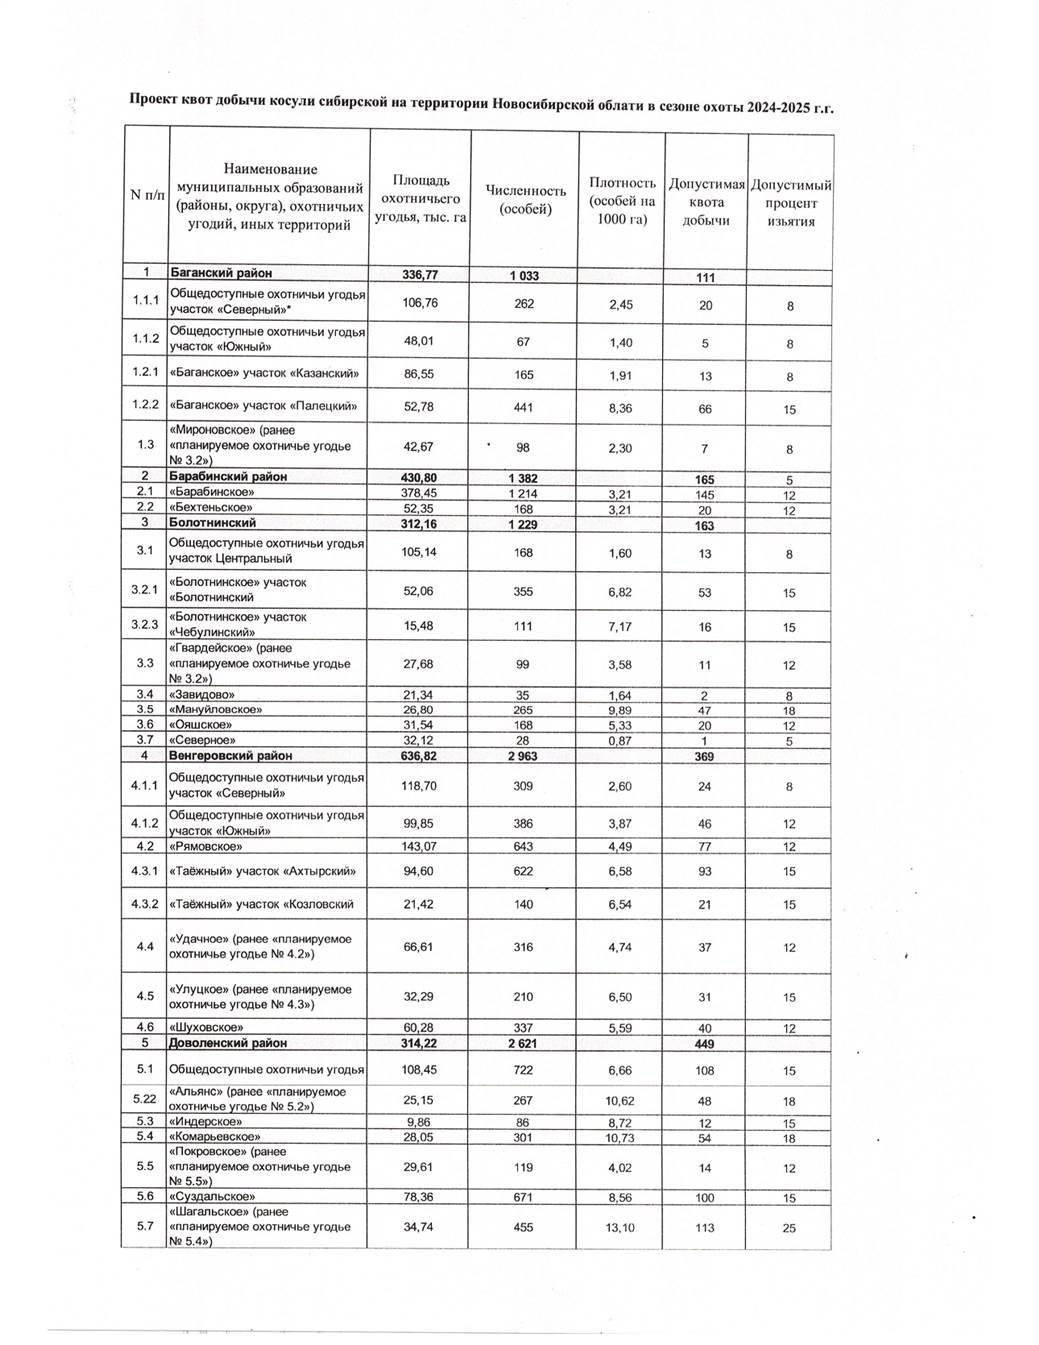 Проект квот добычи косули сибирской на территории Новосибирской облати в сезоне охоты 2024-2025 г.г.
N п/п
Наименование
муниципальных образований
(районы, округа), охотничьих
угодий, иных территорий
Площадь
охотничьего
угодья, тыс. га
Численность
(особей)
Плотность
(особей на
1000 га)
Допустимая
квота
добычи
Допустимый
процент
изьятия
1 Баганский район 336,77 1 033 111
1.1.1 Общедоступные охотничьи угодья
участок «Северный»* 106,76 262 2,45 20 8
1.1.2 Общедоступные охотничьи угодья
участок «Южный» 48,01 67 1,40 5 8
1.2.1 «Баганское» участок «Казанский» 86,55 165 1,91 13 8
1.2.2 «Баганское» участок «Палецкий» 52,78 441 8,36 66 15
1.3 «Мироновское» (ранее
«планируемое охотничье угодье 42,67 98 2,30 7 8
№ 3.2»)
2 Барабинский район 430,80 1 382 165 5
2.1 «Барабинское» 378,45 1 214 3,21 145 12
2.2 «Бехтеньское» 52,35 168 3,21 20 12
3 Болотнинский 312,16 1 229 163
3.1 Общедоступные охотничьи угодья
участок Центральный 105,14 168 1,60 13 8
3.2.1 «Болотнинское» участок
«Болотнинский 52,06 355 6,82 53 15
3.2.3 «Болотнинское» участок
«Чебулинский» 15,48 111 7,17 16 15
3.3 «Гвардейское» (ранее
«планируемое охотничье угодье 27,68 99 3,58 11 12
№ 3.2»)
3.4 «Завидово» 21,34 35 1,64 2 8
3.5 «Мануйловское» 26,80 265 9,89 47 18
3.6 «Ояшское» 31,54 168 5,33 20 12
3.7 «Северное» 32,12 28 0,87 1 5
4 Венгеровский район 636,82 2 963 369
4.1.1 Общедоступные охотничьи угодья
участок «Северный» 118,70 309 2,60 24 8
4.1.2 Общедоступные охотничьи угодья
участок «Южный» 99,85 386 3,87 46 12
4.2 «Рямовское» 143,07 643 4,49 77 12
4.3.1 «Таёжный» участок «Ахтырский» 94,60 622 6,58 93 15
4.3.2 «Таёжный» участок «Козловский 21,42 140 6,54 21 15
4.4 «Удачное» (ранее «планируемое
охотничье угодье № 4.2») 66,61 316 4,74 37 12
4.5 «Улуцкое» (ранее «планируемое
охотничье угодье № 4.3») 32,29 210 6,50 31 15
4.6 «Шуховское» 60,28 337 5,59 40 12
5 Доволенский район 314,22 2 621 449
5.1 Общедоступные охотничьи угодья 108,45 722 6,66 108 15
5.22 «Альянс» (ранее «планируемое
охотничье угодье № 5.2») 25,15 267 10,62 48 18
5.3 «Индерское» 9,86 86 8,72 12 15
5.4 «Комарьевское» 28,05 301 10,73 54 18
5.5 «Покровское» (ранее
«планируемое охотничье угодье 29,61 119 4,02 14 12
№ 5.5»)
5.6 «Суздальское» 78,36 671 8,56 100 15
5.7 «Шагальское» (ранее
«планируемое охотничье угодье 34,74 455 13,10 113 25
№ 5.4»)